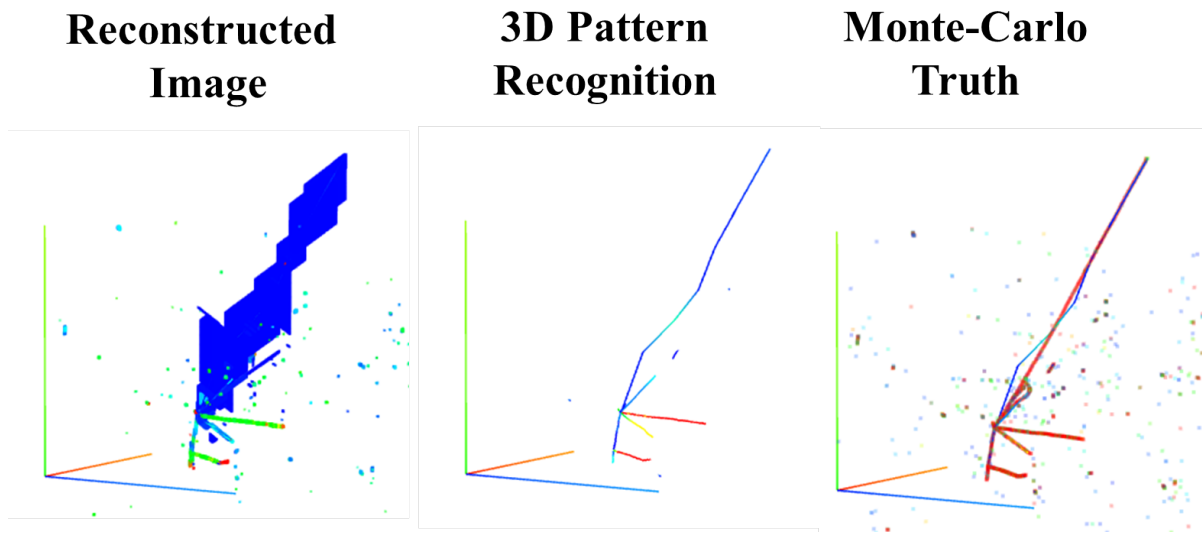 Reconstructed
Image
3D Pattern
Recognition
Monte-Carlo
Truth